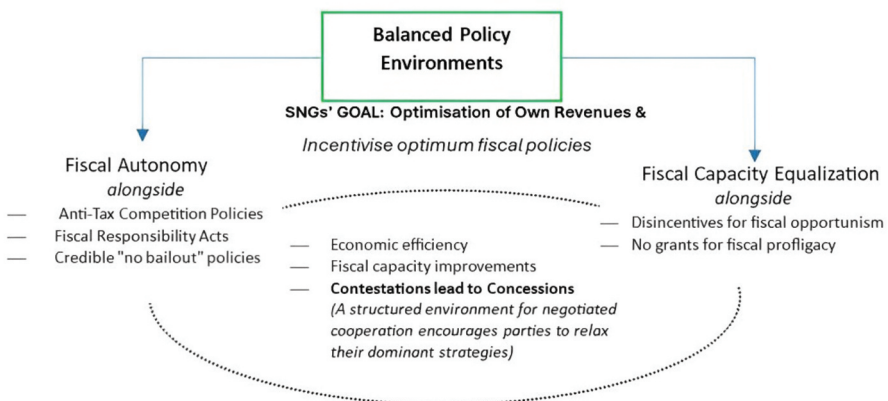 Balanced Policy
Environments
SNGs' GOAL: Optimisation of Own Revenues &
Incentivise optimum fiscal policies
Fiscal Autonomy
alongside
— Anti-Tax Competition Policies
— Fiscal Responsibility Acts
— Credible "no bailout" policies
Fiscal Capacity Equalization
alongside
— Disincentives for fiscal opportunism
— No grants for fiscal profligacy
— Economic efficiency
— Fiscal capacity improvements
— Contestations lead to Concessions
(A structured environment for negotiated
cooperation encourages parties to relax
their dominant strategies)